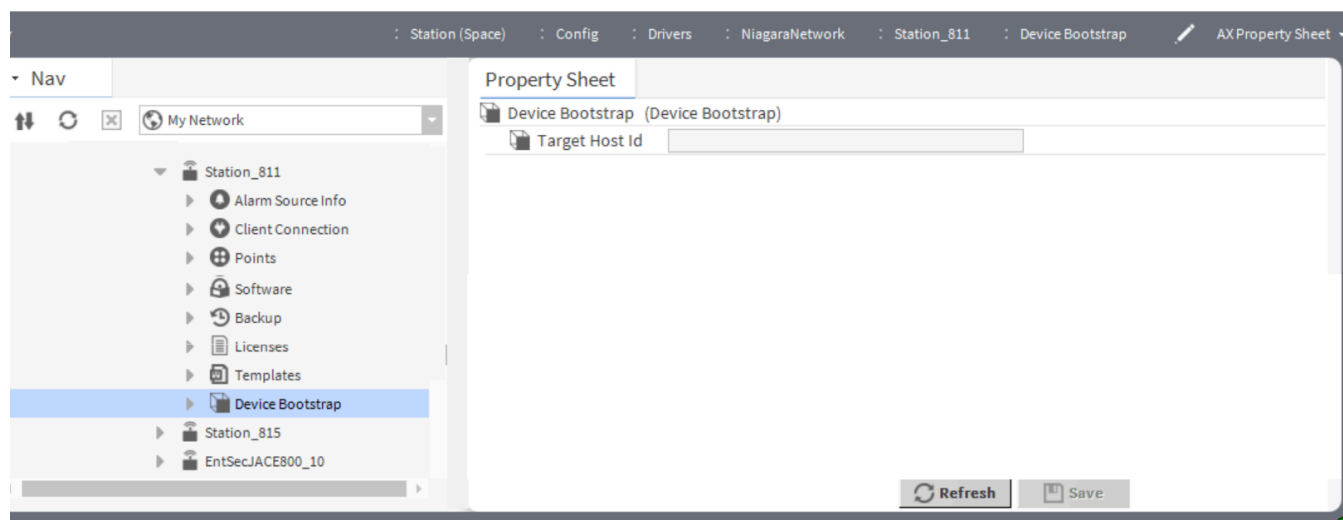 : Station (Space) : Config : Drivers : NiagaraNetwork : Station_811 : Device Bootstrap AX Property Sheet
Nav
My Network
Station_811
Alarm Source Info
Client Connection
Points
Software
Backup
Licenses
Templates
Device Bootstrap
Station_815
EntSecJACE800_10
Property Sheet
Device Bootstrap (Device Bootstrap)
Target Host Id
Refresh Save